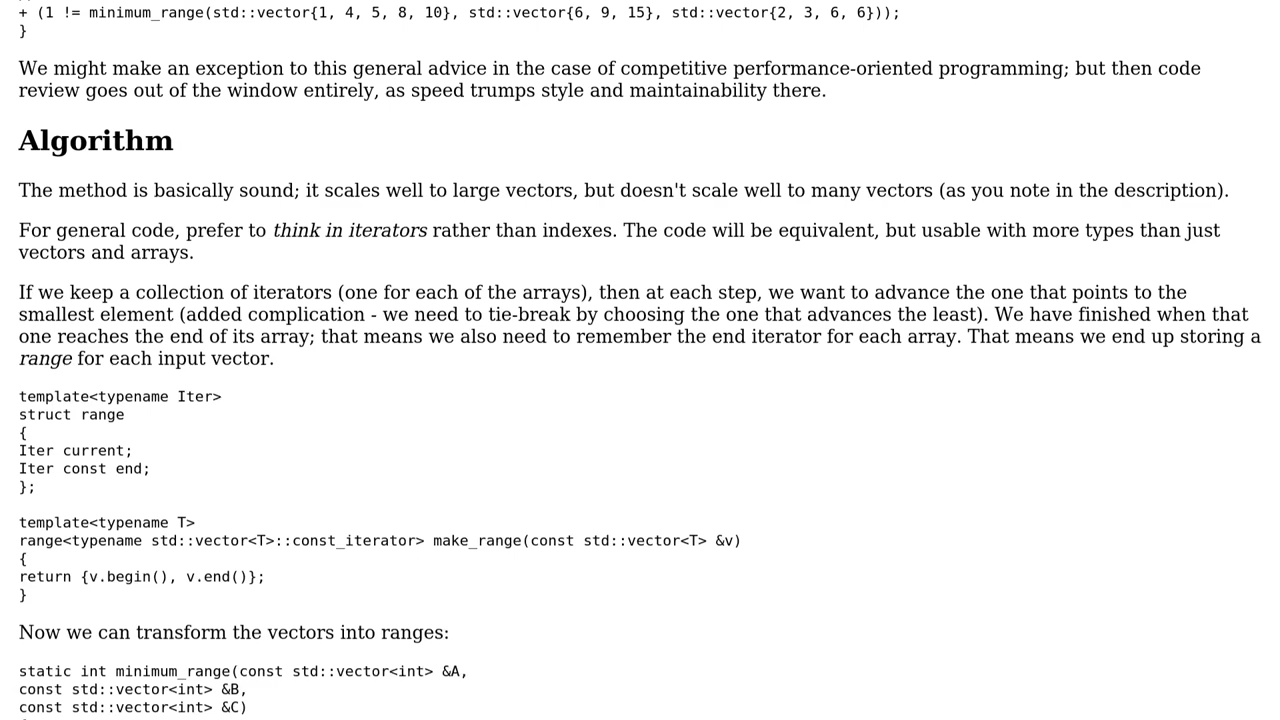 + (1 != minimum_range(std::vector{1, 4, 5, 8, 10}, std::vector{6, 9, 15}, std::vector{2, 3, 6, 6}));
}
We might make an exception to this general advice in the case of competitive performance-oriented programming; but then code
review goes out of the window entirely, as speed trumps style and maintainability there.
Algorithm
The method is basically sound; it scales well to large vectors, but doesn't scale well to many vectors (as you note in the description).
For general code, prefer to think in iterators rather than indexes. The code will be equivalent, but usable with more types than just
vectors and arrays.
If we keep a collection of iterators (one for each of the arrays), then at each step, we want to advance the one that points to the
smallest element (added complication - we need to tie-break by choosing the one that advances the least). We have finished when that
one reaches the end of its array; that means we also need to remember the end iterator for each array. That means we end up storing a
range for each input vector.
template<typename Iter>
struct range
{
Iter current;
Iter const end;
};
template<typename T>
range<typename std::vector<T>::const_iterator> make_range(const std::vector<T> &v)
{
return {v.begin(), v.end()};
}
Now we can transform the vectors into ranges:
static int minimum_range(const std::vector<int> &A,
const std::vector<int> &B,
const std::vector<int> &C)